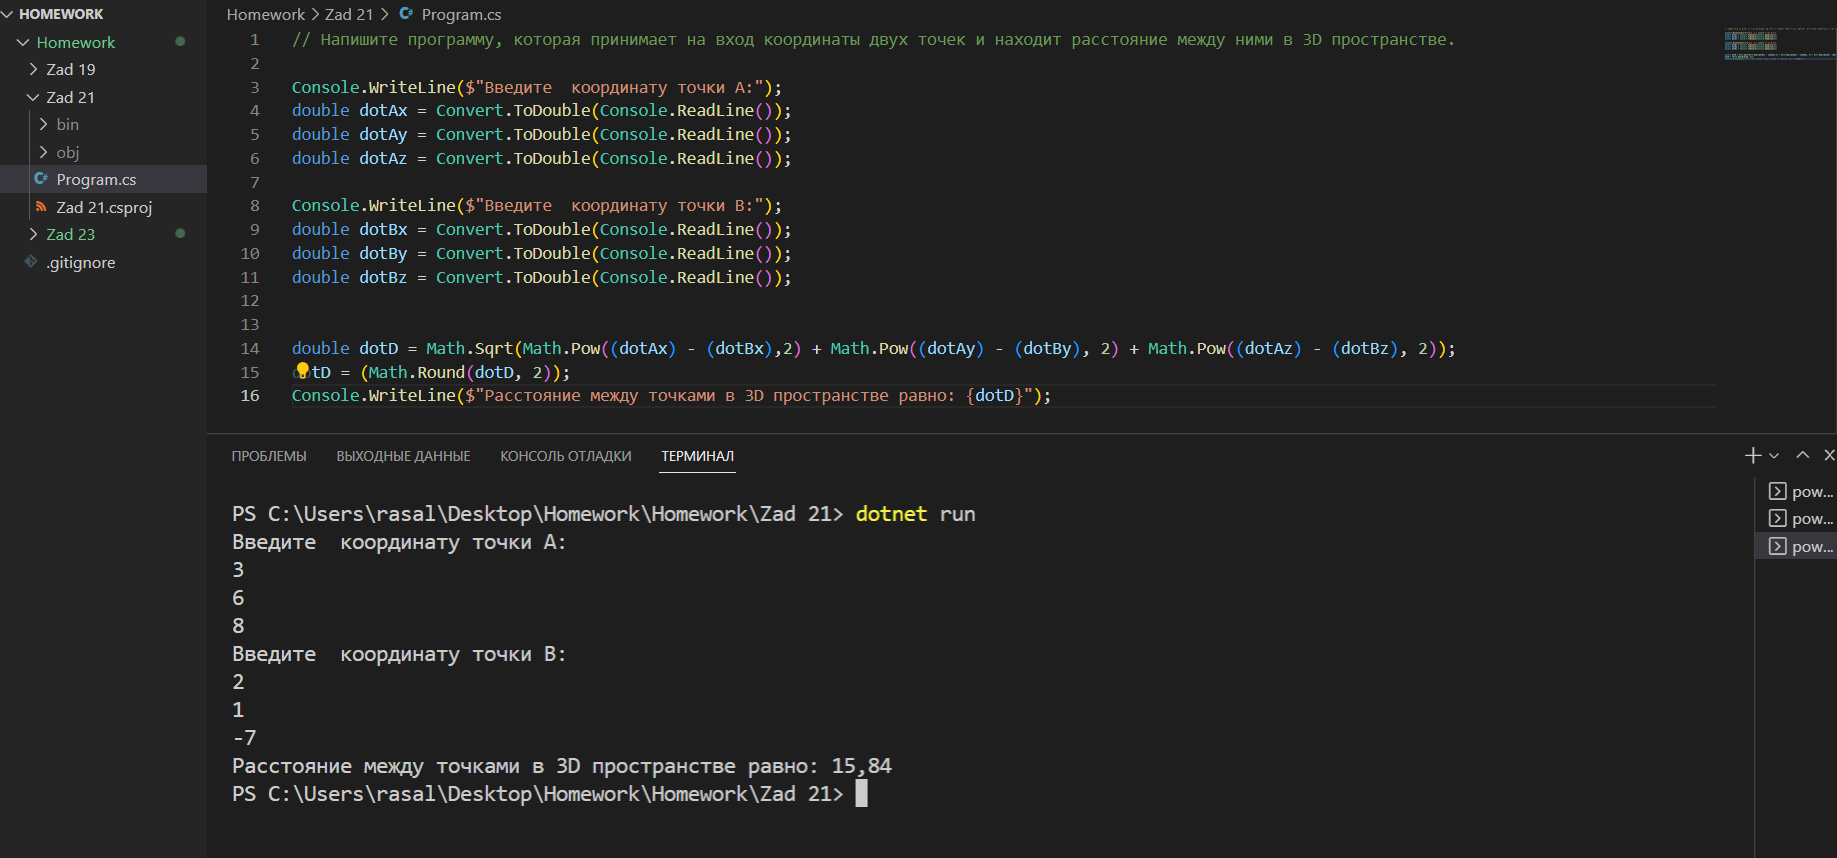 HOMEWORK
Homework
Zad 19
Zad 21
bin
obj
Program.cs
Zad 21.csproj
Zad 23
.gitignore
Homework > Zad 21 > Program.cs
1 // Напишите программу, которая принимает на вход координаты двух точек и находит расстояние между ними в 3D пространстве.
2
3 Console.WriteLine($"Введите  координату точки А:");
4 double dotAx = Convert.ToDouble(Console.ReadLine());
5 double dotAy = Convert.ToDouble(Console.ReadLine());
6 double dotAz = Convert.ToDouble(Console.ReadLine());
7
8 Console.WriteLine($"Введите  координату точки В:");
9 double dotBx = Convert.ToDouble(Console.ReadLine());
10 double dotBy = Convert.ToDouble(Console.ReadLine());
11 double dotBz = Convert.ToDouble(Console.ReadLine());
12
13
14 double dotD = Math.Sqrt(Math.Pow((dotAx) - (dotBx),2) + Math.Pow((dotAy) - (dotBy), 2) + Math.Pow((dotAz) - (dotBz), 2));
15 dotD = (Math.Round(dotD, 2));
16 Console.WriteLine($"Расстояние между точками в 3D пространстве равно: {dotD}");
ПРОБЛЕМЫ ВЫХОДНЫЕ ДАННЫЕ КОНСОЛЬ ОТЛАДКИ ТЕРМИНАЛ
PS C:\Users\rasal\Desktop\Homework\Homework\Zad 21> dotnet run
Введите  координату точки А:
3
6
8
Введите  координату точки В:
2
1
-7
Расстояние между точками в 3D пространстве равно: 15,84
PS C:\Users\rasal\Desktop\Homework\Homework\Zad 21>
pow...
pow...
pow...